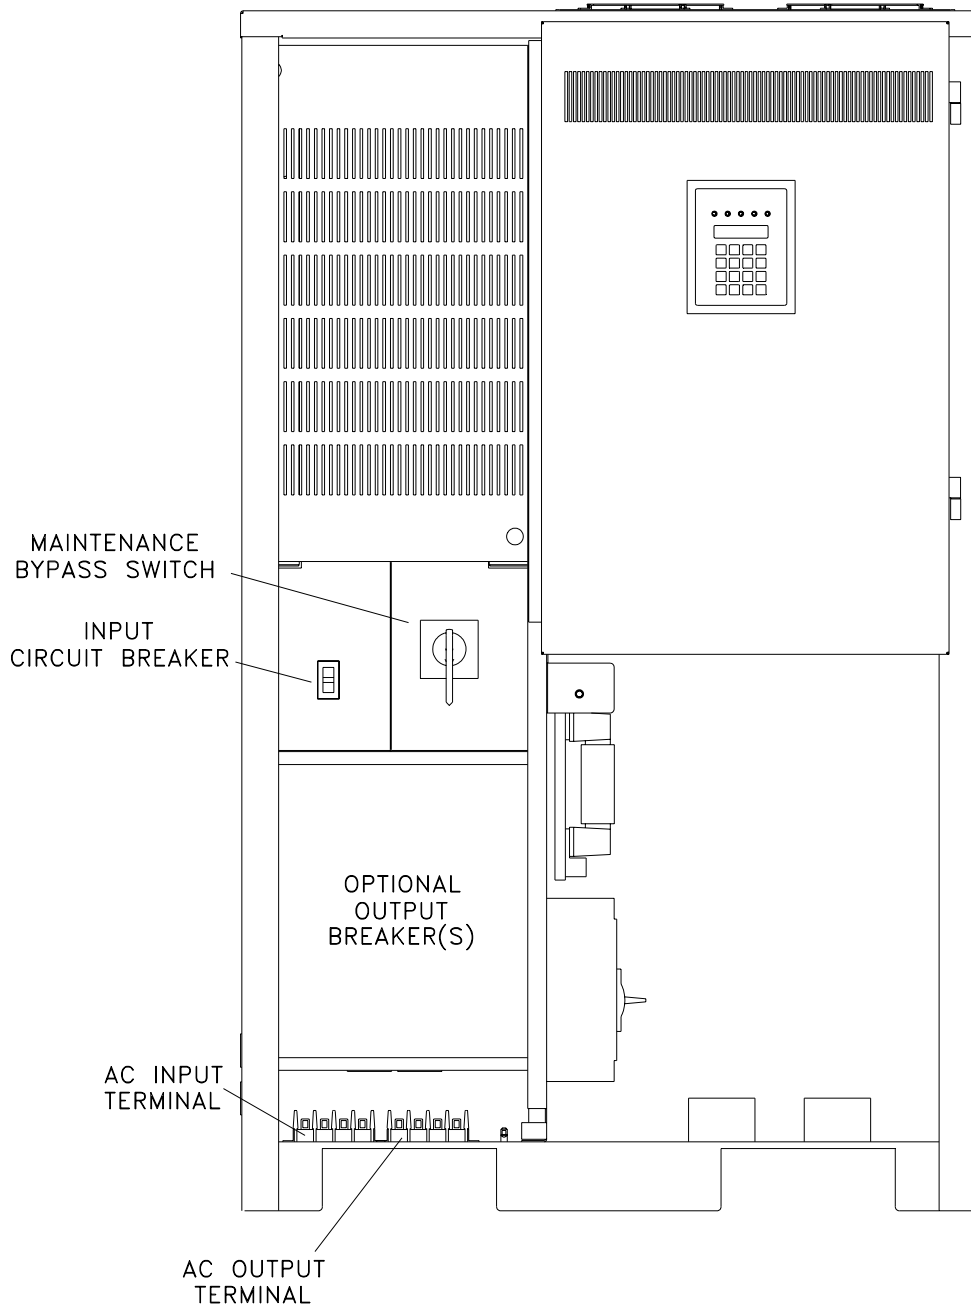 MAINTENANCE
BYPASS SWITCH
INPUT
CIRCUIT BREAKER
OPTIONAL
OUTPUT
BREAKER(S)
AC INPUT
TERMINAL
AC OUTPUT
TERMINAL